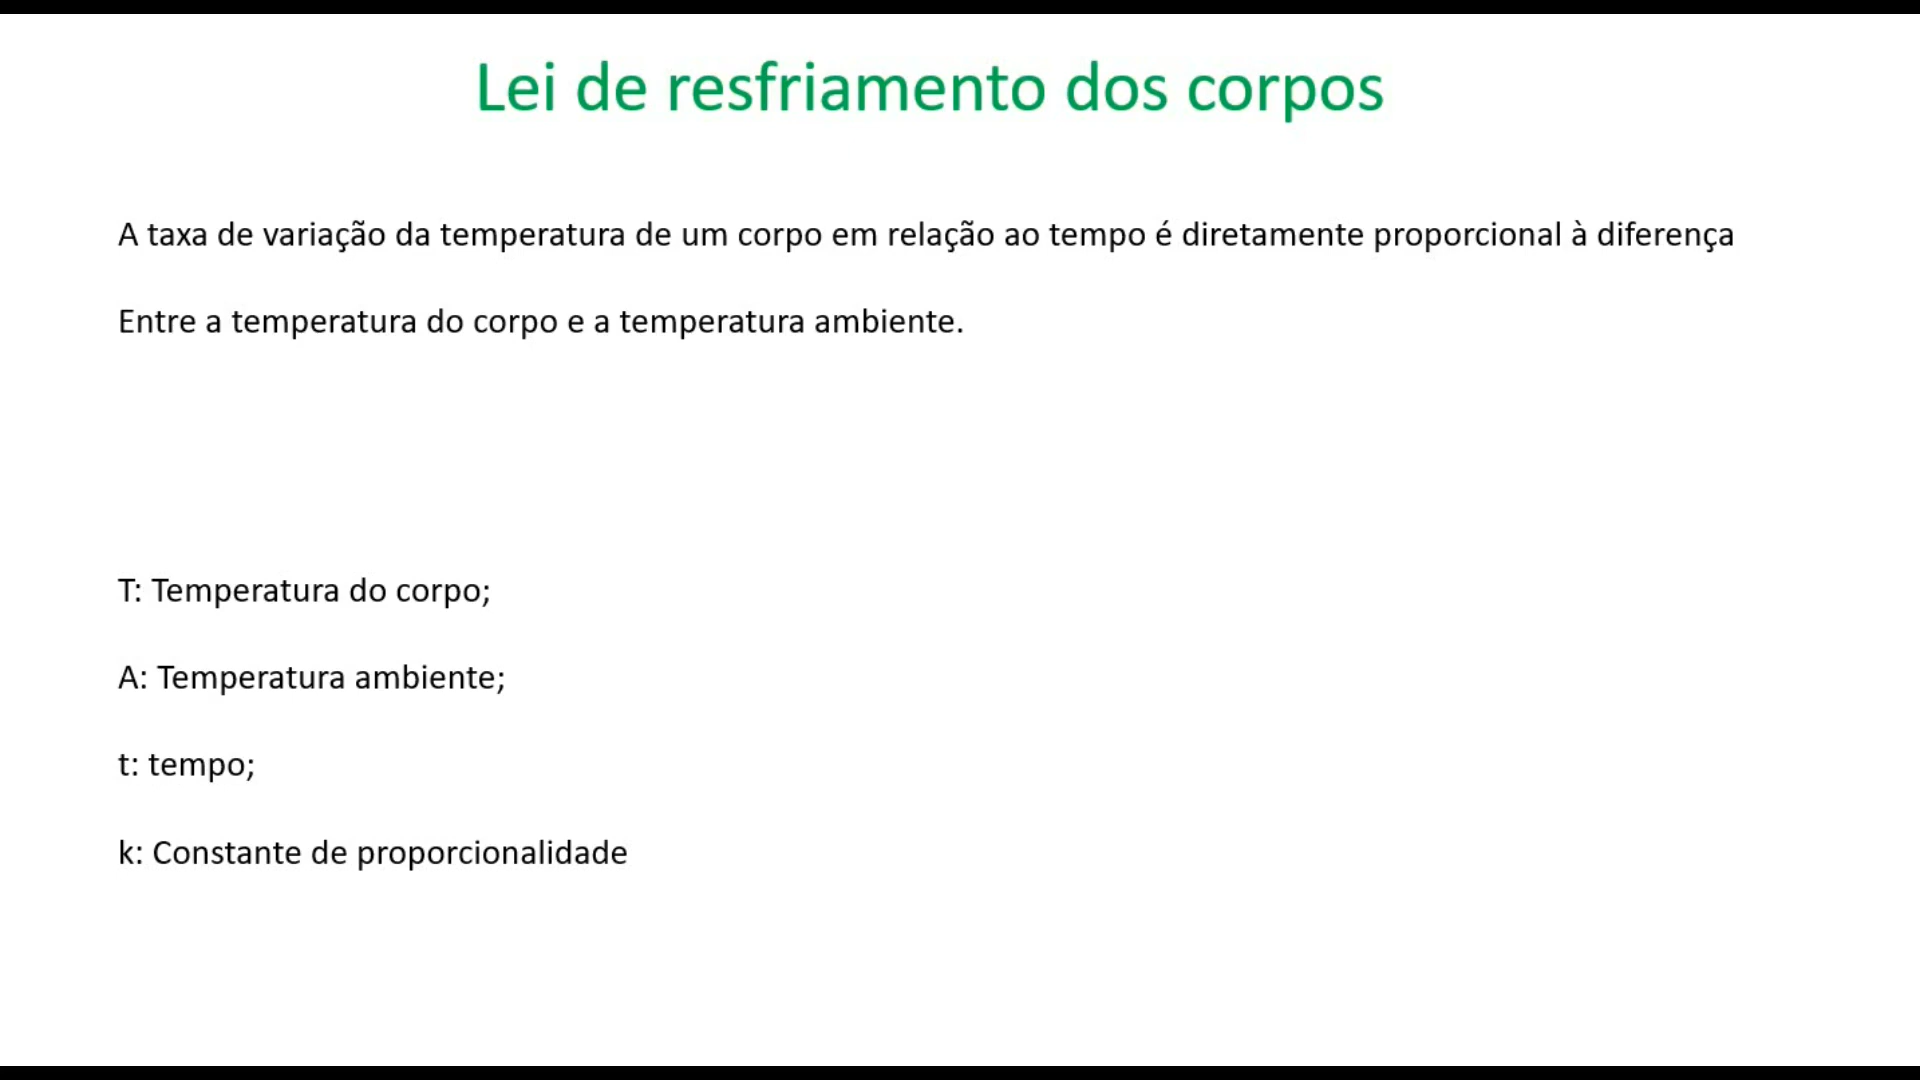 Lei de resfriamento dos corpos
A taxa de variação da temperatura de um corpo em relação ao tempo é diretamente proporcional à diferença
Entre a temperatura do corpo e a temperatura ambiente.
T: Temperatura do corpo;
A: Temperatura ambiente;
t: tempo;
k: Constante de proporcionalidade